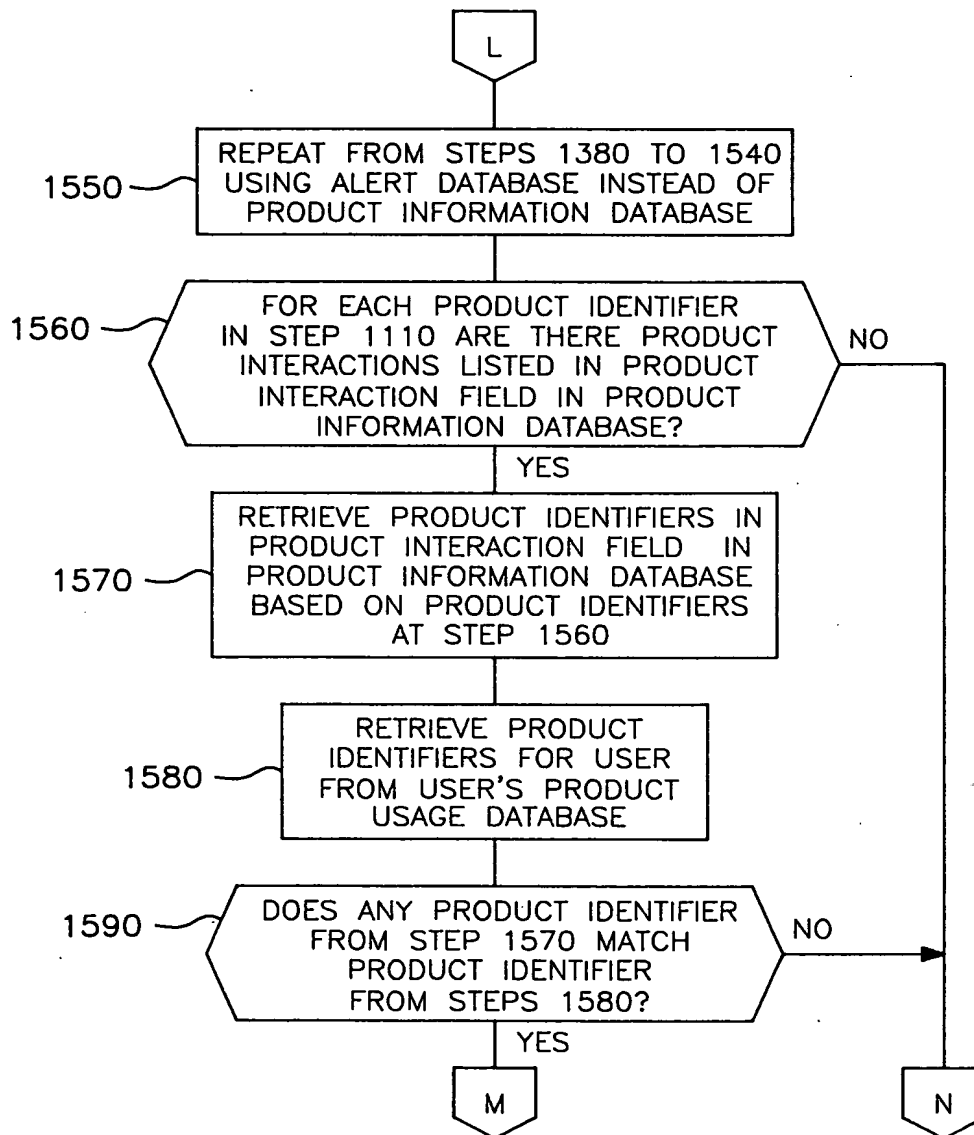 L
1550
REPEAT FROM STEPS 1380 TO 1540
USING ALERT DATABASE INSTEAD OF
PRODUCT INFORMATION DATABASE
1560
FOR EACH PRODUCT IDENTIFIER
IN STEP 1110 ARE THERE PRODUCT
INTERACTIONS LISTED IN PRODUCT
INTERACTION FIELD IN PRODUCT
INFORMATION DATABASE?
NO
YES
1570
RETRIEVE PRODUCT IDENTIFIERS IN
PRODUCT INTERACTION FIELD IN
PRODUCT INFORMATION DATABASE
BASED ON PRODUCT IDENTIFIERS
AT STEP 1560
1580
RETRIEVE PRODUCT
IDENTIFIERS FOR USER
FROM USER'S PRODUCT
USAGE DATABASE
1590
DOES ANY PRODUCT IDENTIFIER
FROM STEP 1570 MATCH
PRODUCT IDENTIFIER
FROM STEPS 1580?
NO
YES
M
N